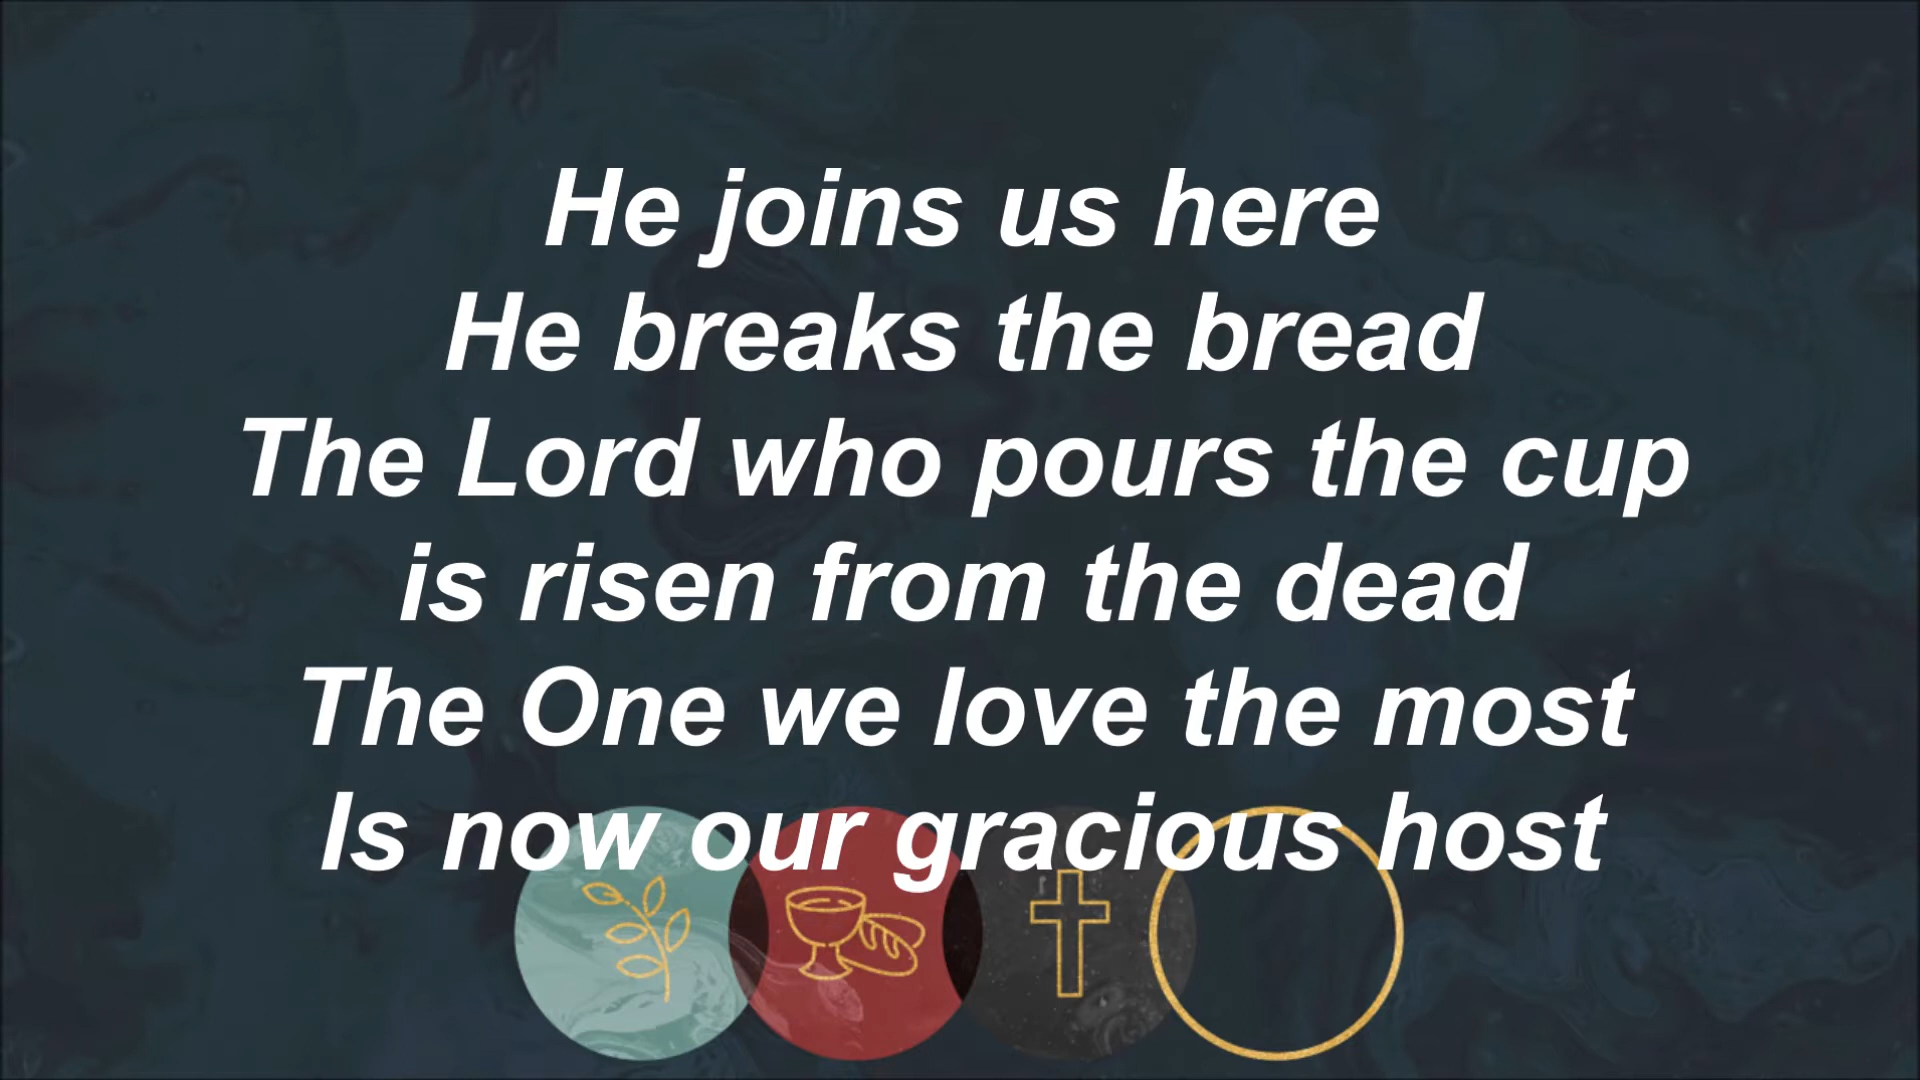 He joins us here
He breaks the bread
The Lord who pours the cup
is risen from the dead
The One we love the most
Is now our gracious host